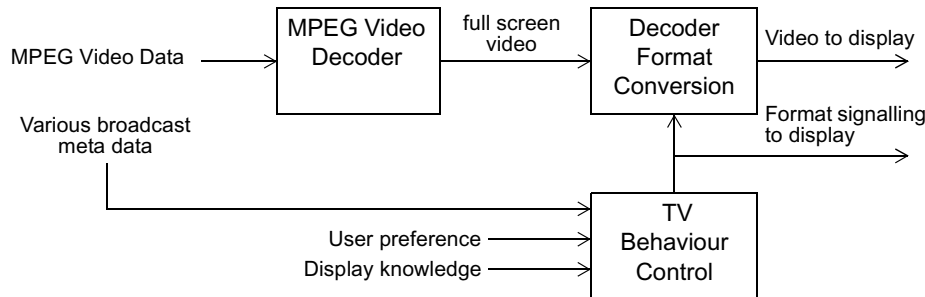 MPEG Video Data
MPEG Video
Decoder
full screen
video
Decoder
Format
Conversion
Video to display
Various broadcast
meta data
Format signalling
to display
User preference
Display knowledge
TV
Behaviour
Control